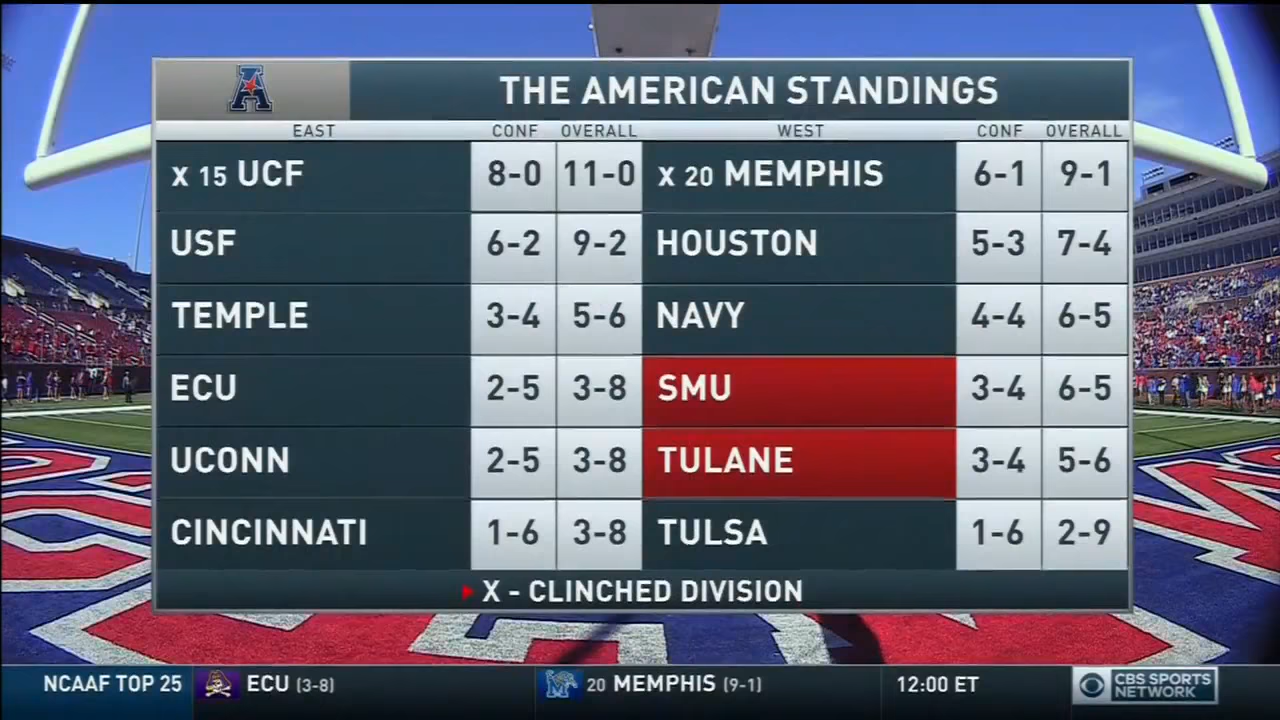 THE AMERICAN STANDINGS
EAST CONF OVERALL WEST CONF OVERALL
X 15 UCF 8-0 11-0 X 20 MEMPHIS 6-1 9-1
USF 6-2 9-2 HOUSTON 5-3 7-4
TEMPLE 3-4 5-6 NAVY 4-4 6-5
ECU 2-5 3-8 SMU 3-4 6-5
UCONN 2-5 3-8 TULANE 3-4 5-6
CINCINNATI 1-6 3-8 TULSA 1-6 2-9
X - CLINCHED DIVISION
NCAAF TOP 25 ECU (3-8) 20 MEMPHIS (9-1) 12:00 ET CBS SPORTS NETWORK